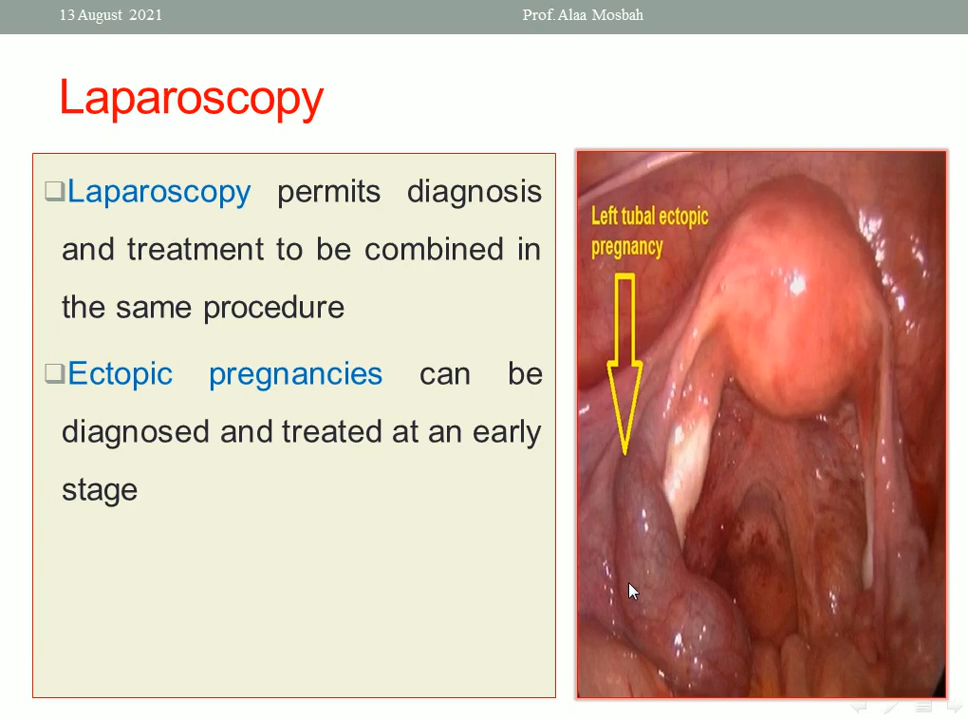 13 August 2021
Prof. Alaa Mosbah
Laparoscopy
Laparoscopy permits diagnosis
and treatment to be combined in
the same procedure
Ectopic pregnancies can be
diagnosed and treated at an early
stage
Left tubal ectopic
pregnancy